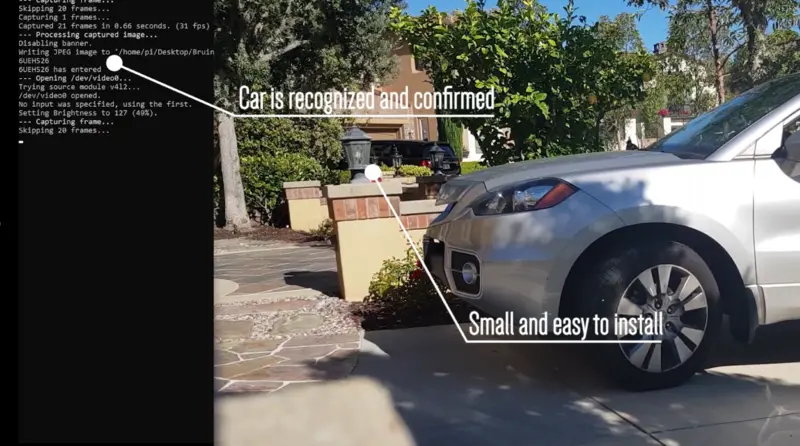 --- Capturing frame...
Skipping 20 frames...
Capturing 1 frames...
Captured 21 frames in 0.66 seconds. (31 fps)
--- Processing captured image...
Disabling banner.
Writing JPEG image to '/home/pi/Desktop/8ruin
6UEH526
6UEH526 has entered
--- Opening /dev/video0...
Trying source module v4l2...
/dev/video0 opened.
No input was specified, using the first.
Setting Brightness to 127 (49%).
--- Capturing frame...
Skipping 20 frames...
Car is recognized and confirmed
Small and easy to install